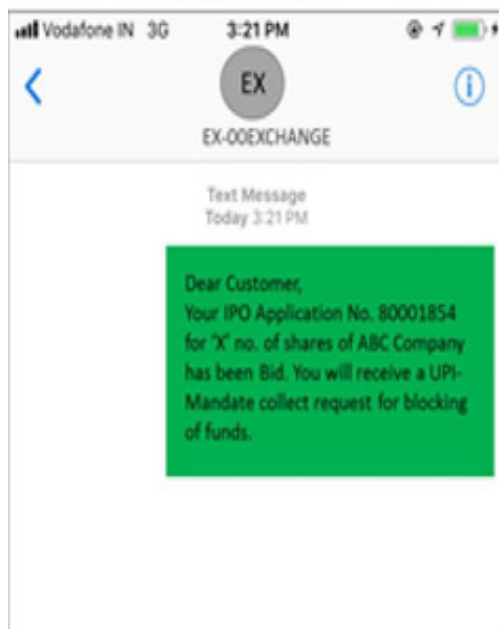 Vodafone IN 3G 3:21 PM
EX
EX-OOEXCHANGE
Text Message
Today 3:21 PM
Dear Customer,
Your IPO Application No. 80001854
for 'X' no. of shares of ABC Company
has been Bid. You will receive a UPI-
Mandate collect request for blocking
of funds.